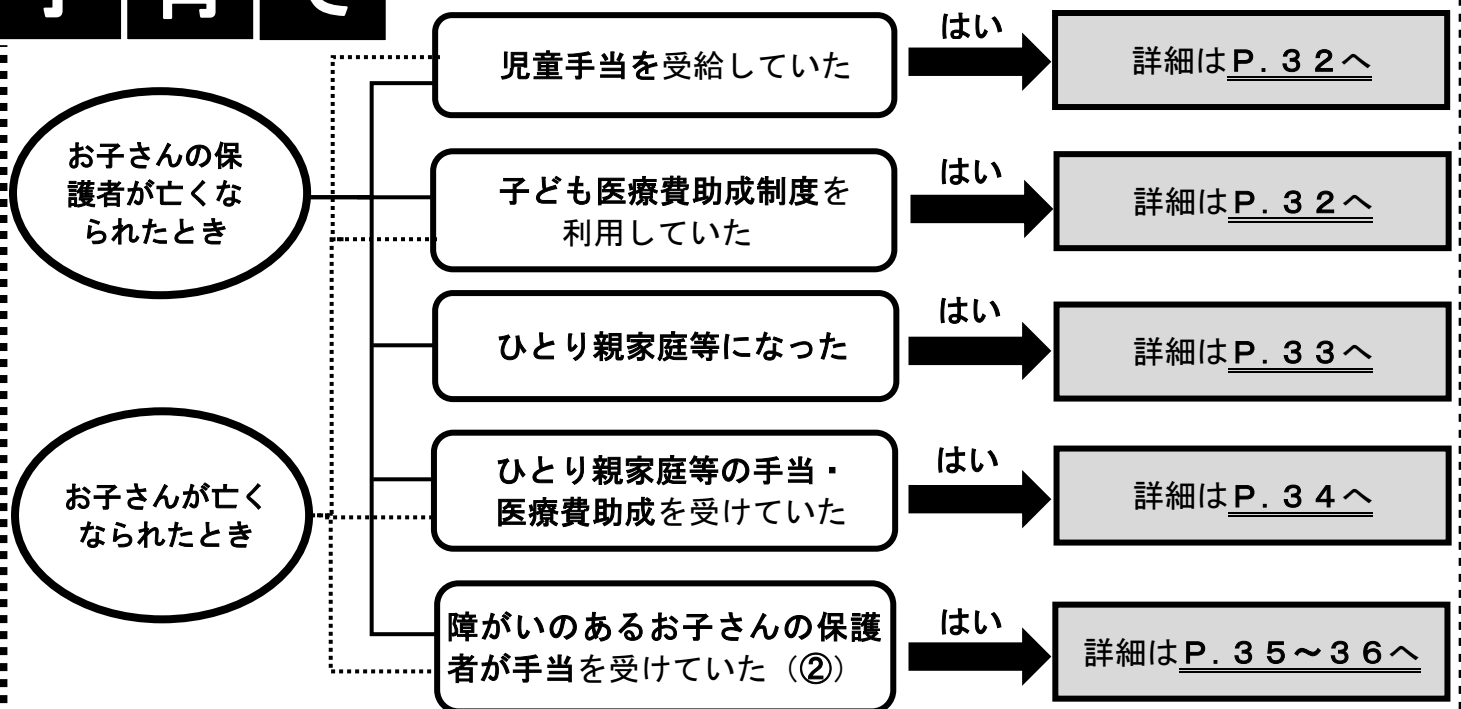 子育て
児童手当を受給していた
はい
詳細はP.32へ
お子さんの保
護者が亡くな
られたとき
子ども医療費助成制度を
利用していた
はい
詳細はP.32へ
ひとり親家庭等になった
はい
詳細はP.33へ
お子さんが亡く
なられたとき
ひとり親家庭等の手当・
医療費助成を受けていた
はい
詳細はP.34へ
障がいのあるお子さんの保護
者が手当を受けていた（②）
はい
詳細はP.35～36へ